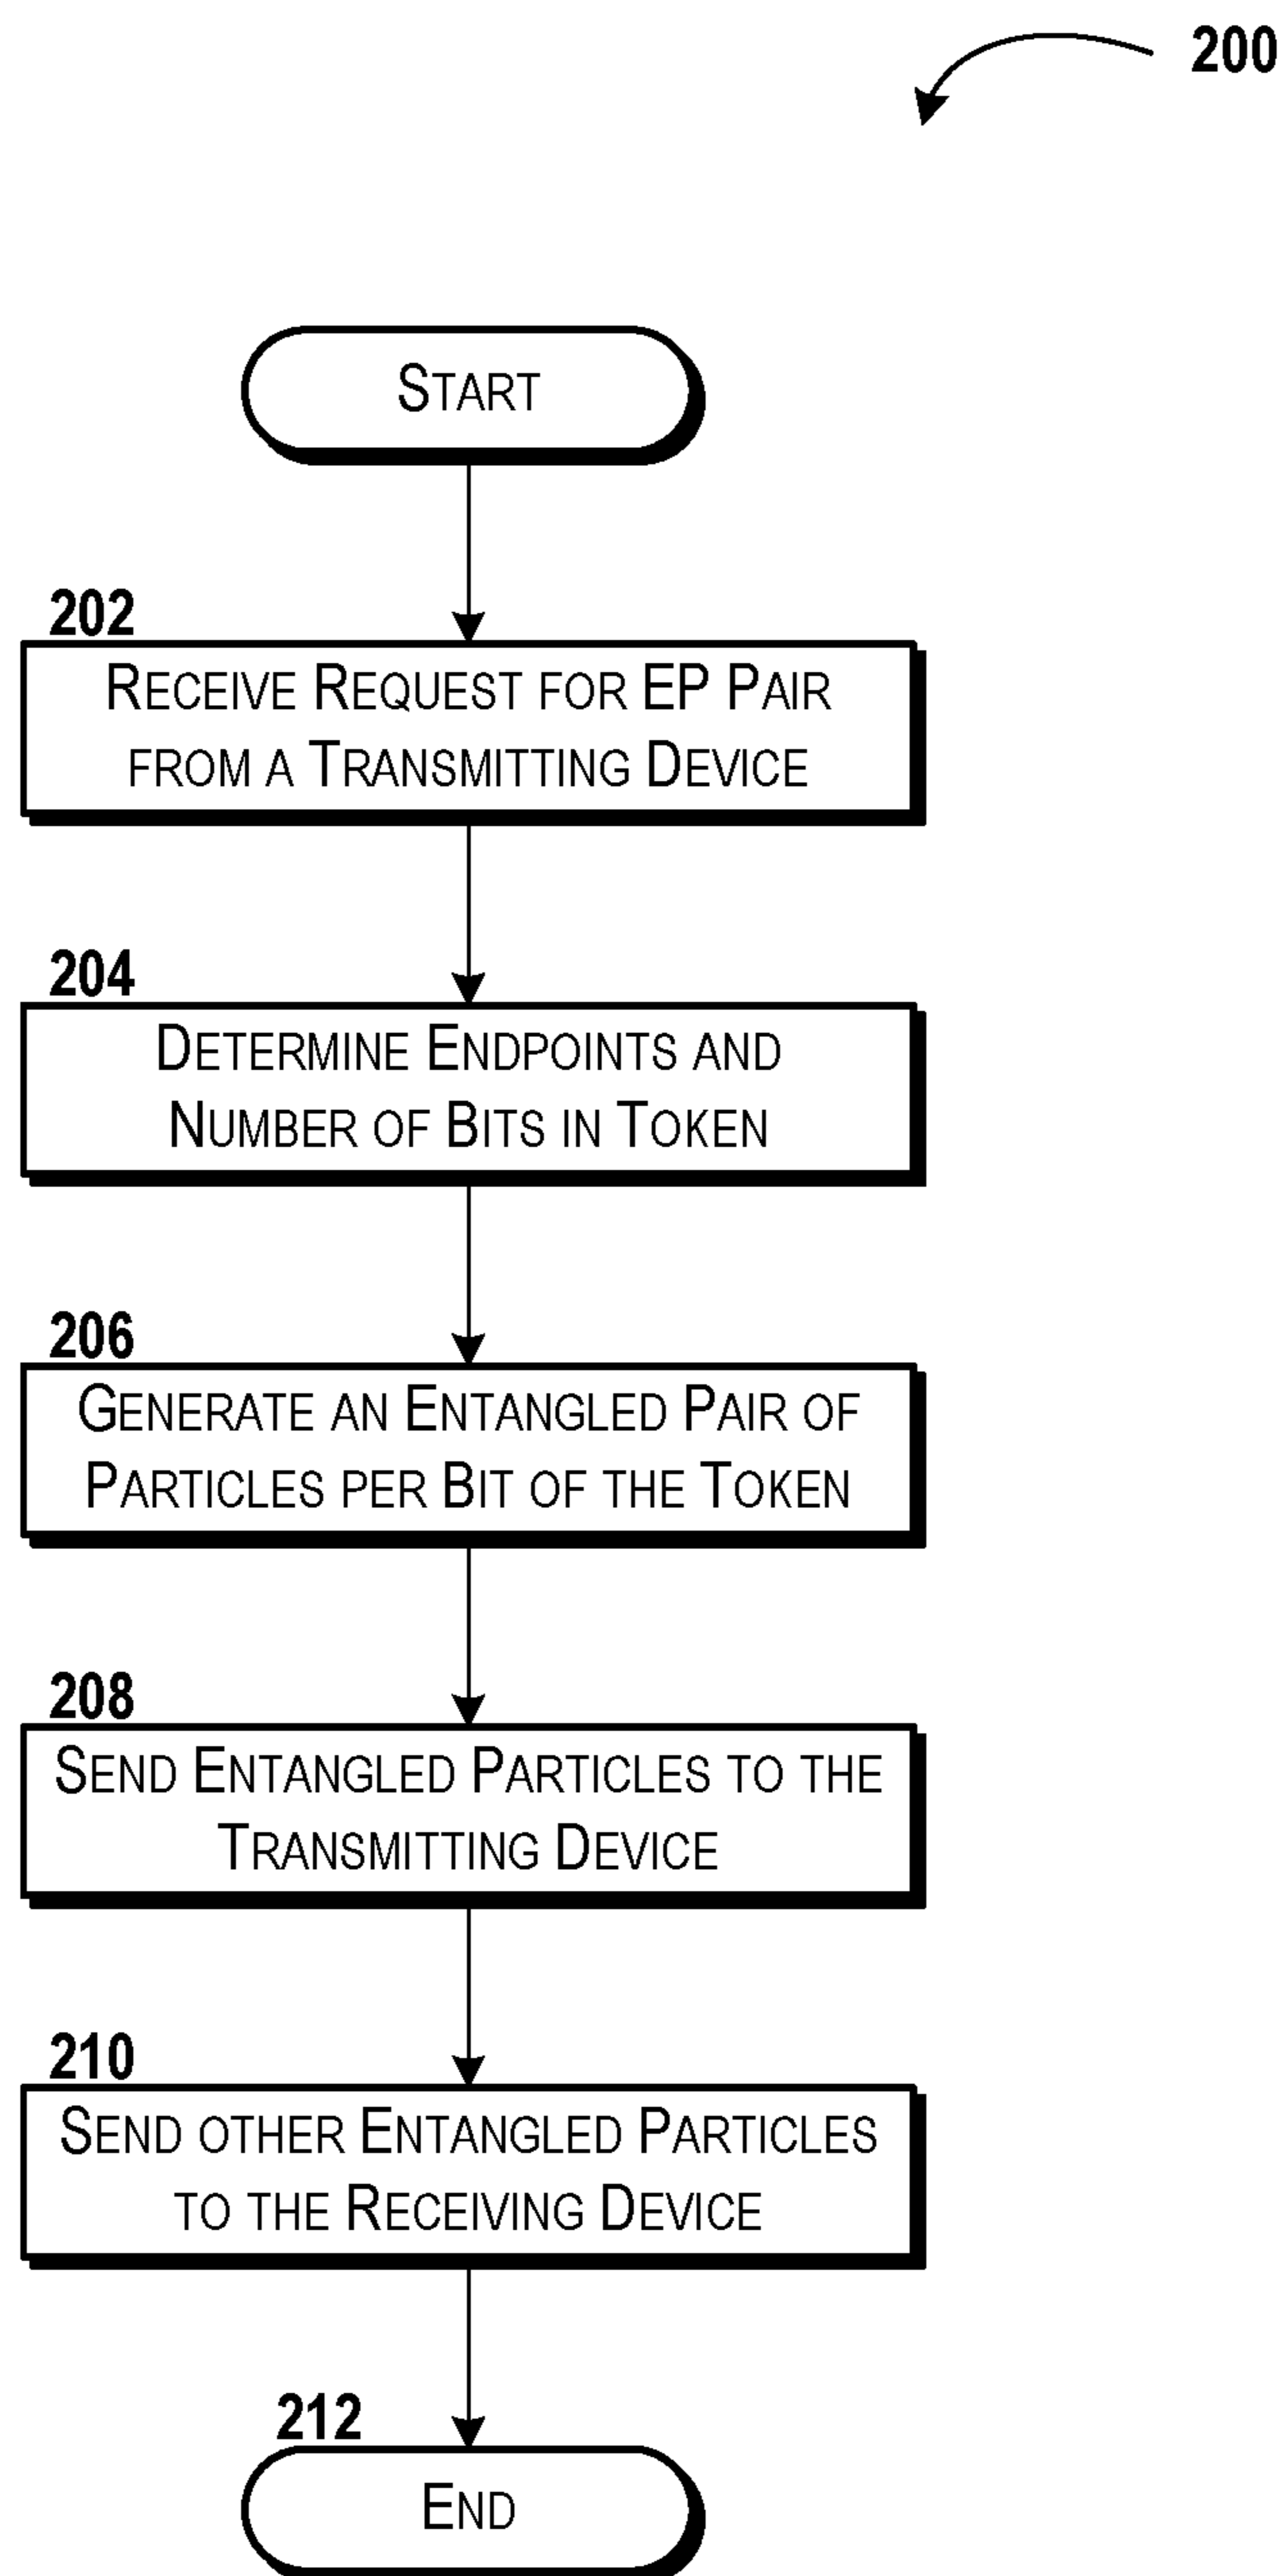 200
START
202
RECEIVE REQUEST FOR EP PAIR
FROM A TRANSMITTING DEVICE
204
DETERMINE ENDPOINTS AND
NUMBER OF BITS IN TOKEN
206
GENERATE AN ENTANGLED PAIR OF
PARTICLES PER BIT OF THE TOKEN
208
SEND ENTANGLED PARTICLES TO THE
TRANSMITTING DEVICE
210
SEND OTHER ENTANGLED PARTICLES
TO THE RECEIVING DEVICE
212
END